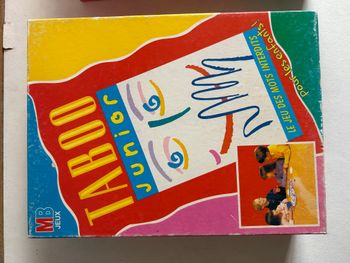 TABOO
Junior
LE JEU DES MOTS INTERDITS
pour les enfants!
MB
JEUX